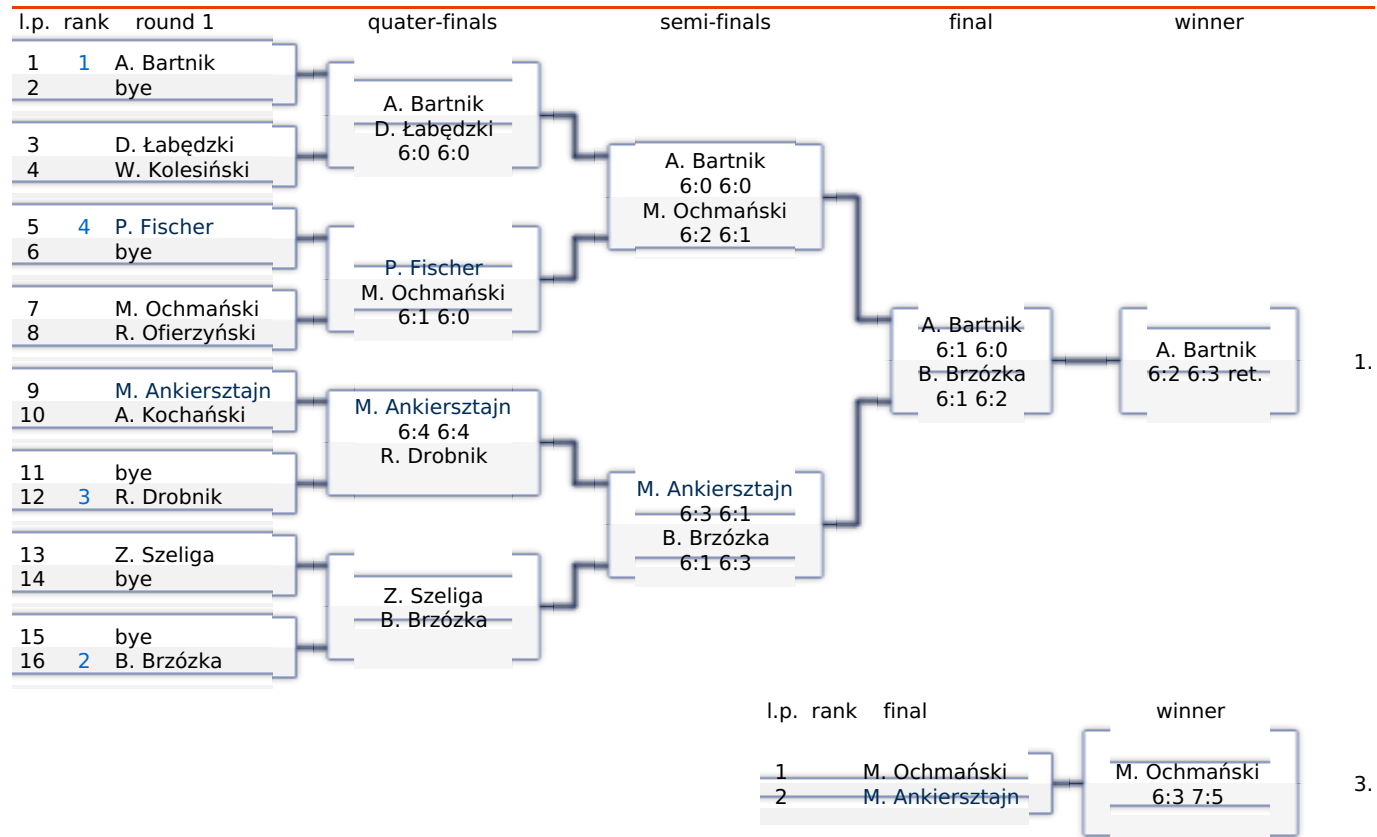 l.p. rank round 1 quater-finals semi-finals final winner
1 1 A. Bartnik
2 bye
A. Bartnik
D. Łabędzki
6:0 6:0
3 D. Łabędzki
4 W. Kolesiński
A. Bartnik
6:0 6:0
M. Ochmański
6:2 6:1
5 4 P. Fischer
6 bye
P. Fischer
M. Ochmański
6:1 6:0
7 M. Ochmański
8 R. Ofierzyński
A. Bartnik
6:1 6:0
B. Brzózka
6:1 6:2
A. Bartnik
6:2 6:3 ret.
1.
9 M. Ankiersztajn
10 A. Kochański
M. Ankiersztajn
6:4 6:4
R. Drobnik
11 bye
12 3 R. Drobnik
M. Ankiersztajn
6:3 6:1
B. Brzózka
6:1 6:3
13 Z. Szeliga
14 bye
Z. Szeliga
B. Brzózka
15 bye
16 2 B. Brzózka
l.p. rank final winner
1 M. Ochmański
2 M. Ankiersztajn
M. Ochmański
6:3 7:5
3.